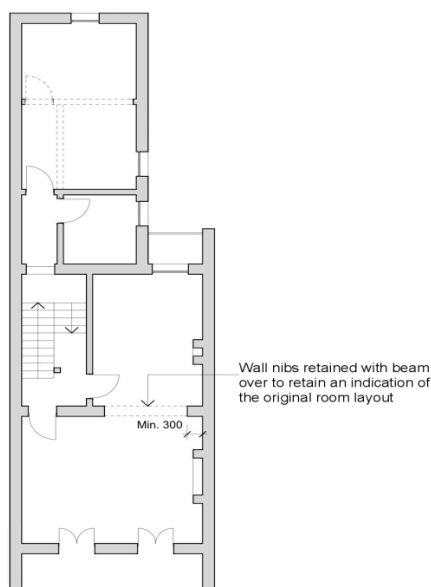 Wall nibs retained with beam
over to retain an indication of
the original room layout
Min. 300